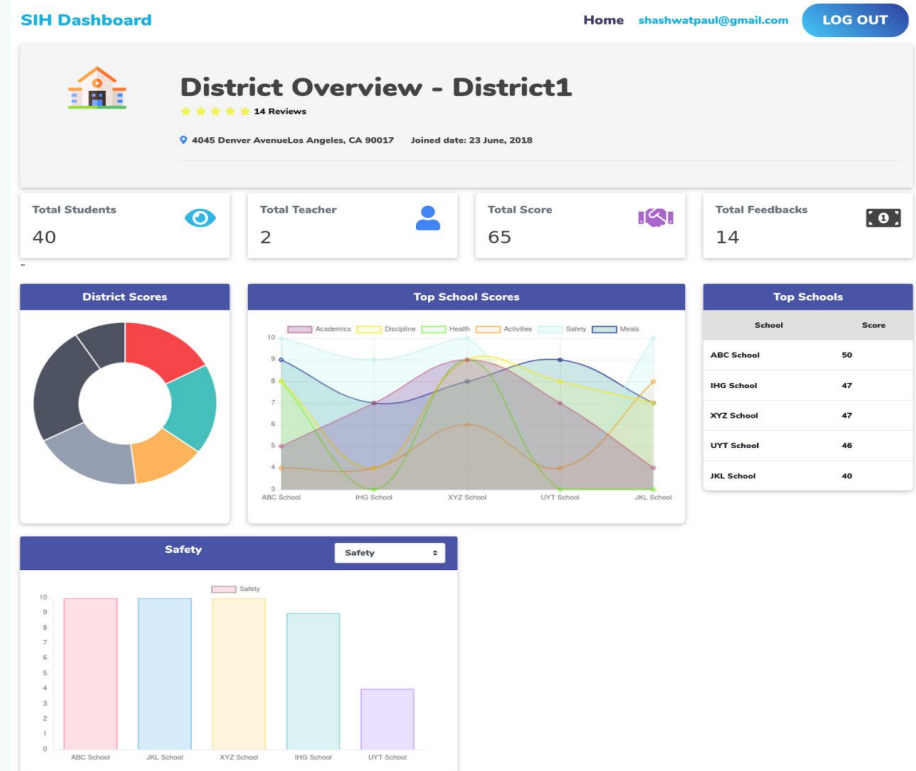 SIH Dashboard
Home shashwatpaul@gmail.com LOG OUT
District Overview - District1
14 Reviews
4045 Denver AvenueLos Angeles, CA 90017 Joined date: 23 June, 2018
Total Students
40
Total Teacher
2
Total Score
65
Total Feedbacks
14
1
~
District Scores
Top School Scores
Academics Discipline Health Activities Safety Meals
10
9
8
7
6
5
4
3
ABC School IHG School XYZ School UYT School JKL School
Top Schools
School Score
ABC School 50
IHG School 47
XYZ School 47
UYT School 46
JKL School 40
Safety Safety
Safety
10
9
8
7
6
5
4
3
2
1
0
ABC School JKL School XYZ School IHG School UYT School